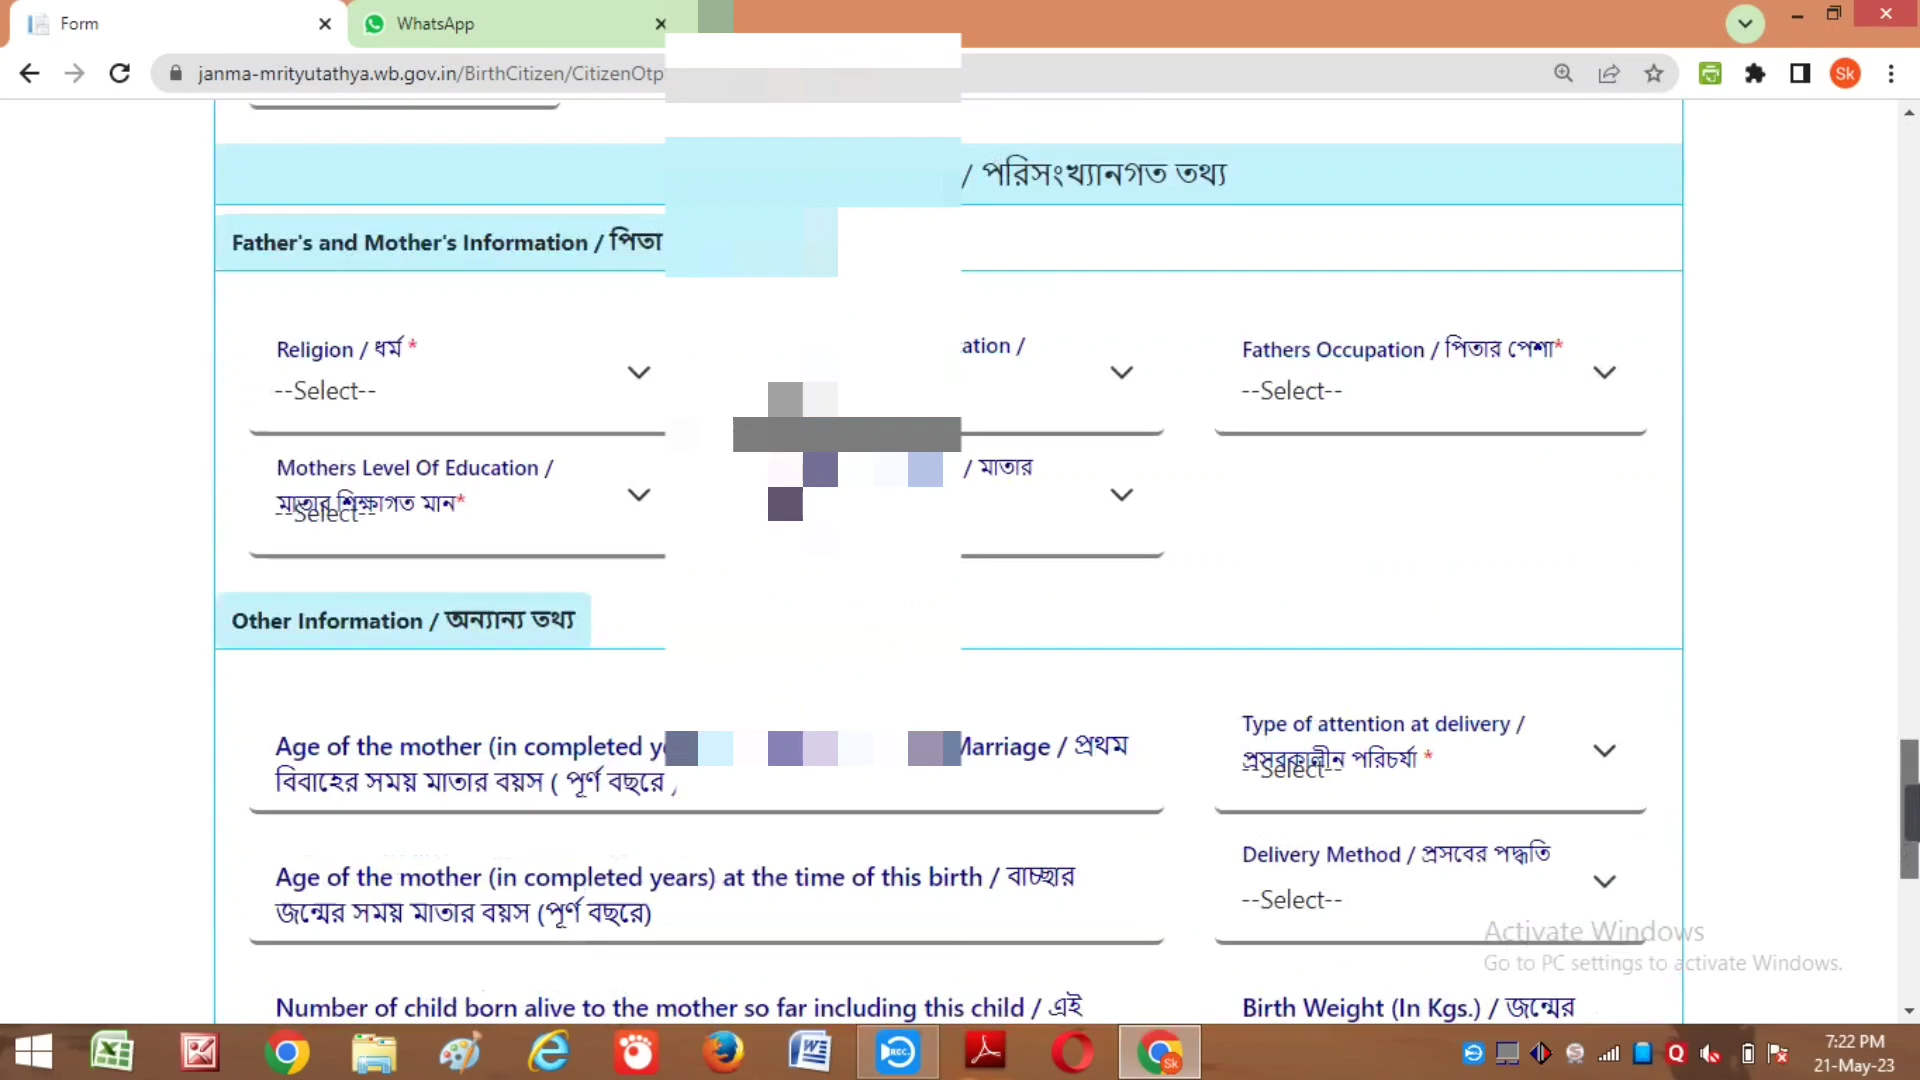 Form
WhatsApp
janma-mrityutathya.wb.gov.in/BirthCitizen/CitizenOtp
Sk
/ পরিসংখ্যানগত তথ্য
Father's and Mother's Information / পিতা
Religion / ধর্ম *
--Select--
/
Fathers Occupation / পিতার পেশা*
--Select--
Mothers Level Of Education /
মাতার শিক্ষাগত মান*
--Select--
/ মাতার
Other Information / অন্যান্য তথ্য
Age of the mother (in completed Marriage / প্রথম
বিবাহের সময় মাতার বয়স ( পূর্ণ বছরে
Type of attention at delivery /
প্রসবকালীন পরিচর্যা *
--Select--
Age of the mother (in completed years) at the time of this birth / বাচ্ছার
জন্মের সময় মাতার বয়স (পূর্ণ বছরে)
Delivery Method / প্রসবের পদ্ধতি
--Select--
Activate Windows
Go to PC settings to activate Windows.
Number of child born alive to the mother so far including this child / এই
Birth Weight (In Kgs.) / জন্মের
REC
Sk
7:22 PM
21-May-23